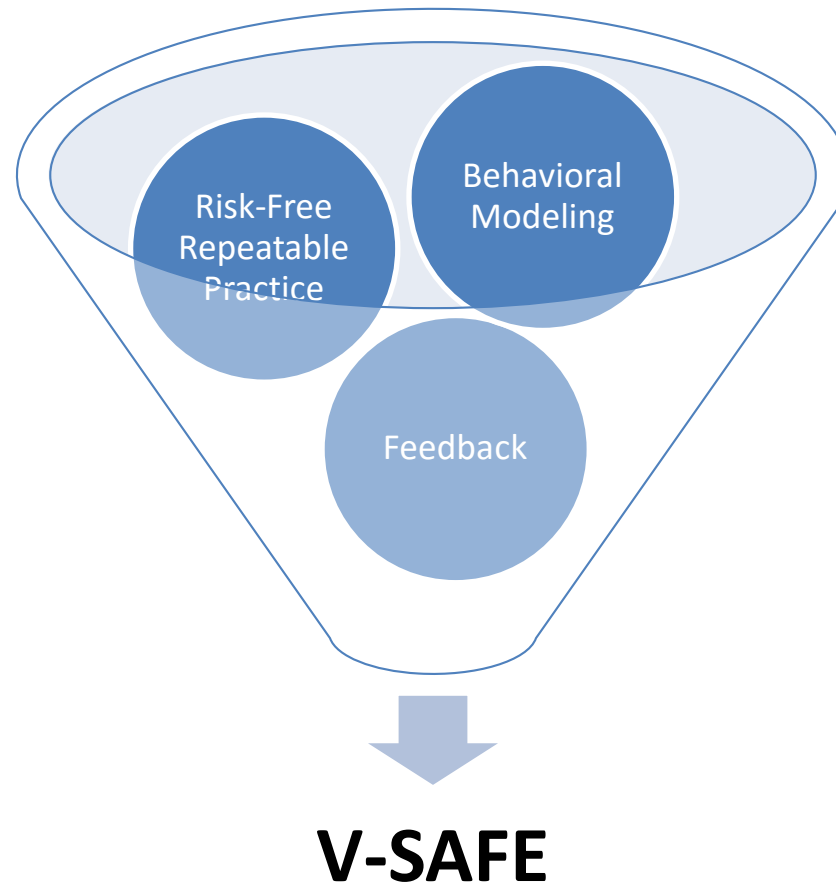 Behavioral
Modeling
Risk-Free
Repeatable
Practice
Feedback
V-SAFE